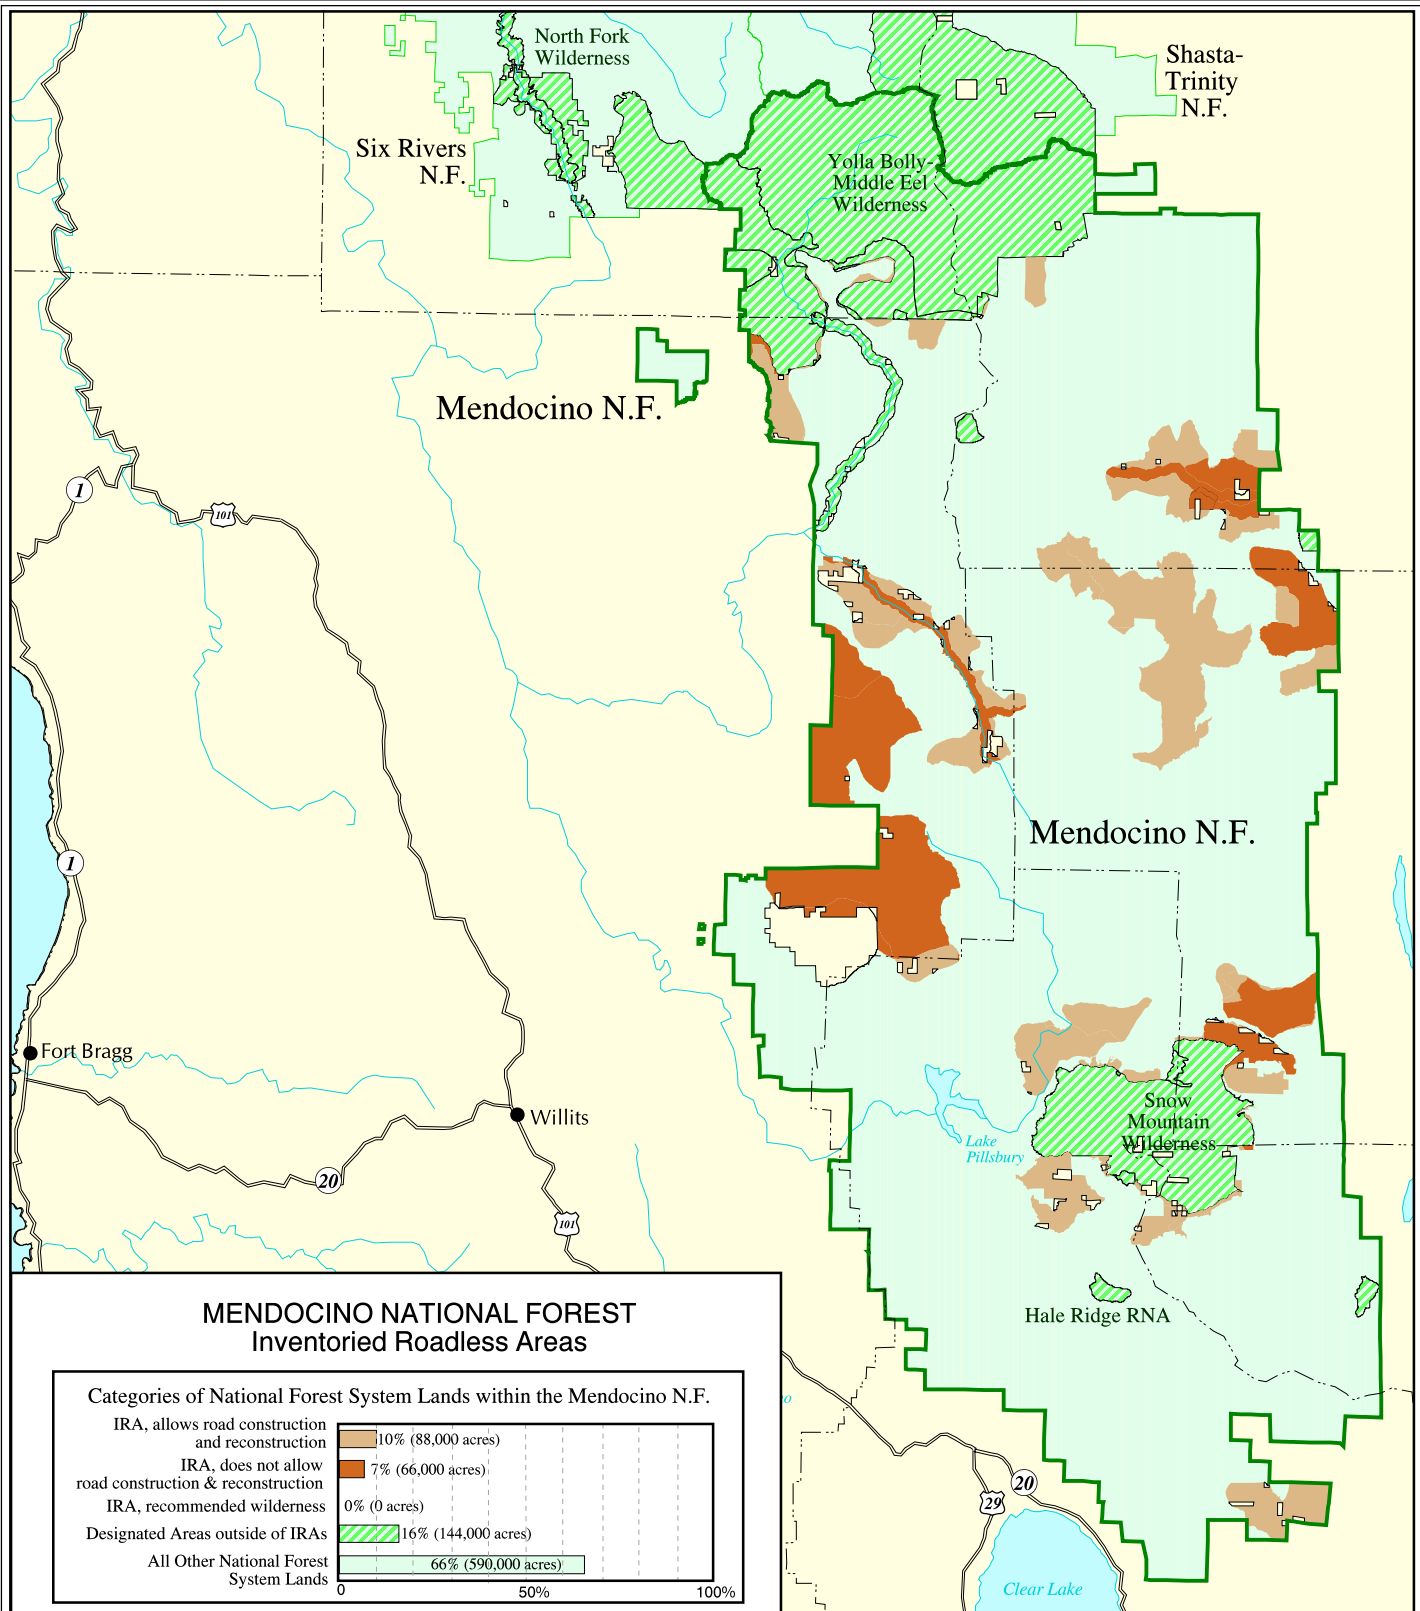 North Fork
Wilderness
Shasta-
Trinity
N.F.
Six Rivers
N.F.
Yolla Bolly-
Middle Eel
Wilderness
Mendocino N.F.
1
101
Mendocino N.F.
1
Fort Bragg
Willits
Snow
Mountain
Wilderness
Lake
Pillsbury
20
101
Hale Ridge RNA
MENDOCINO NATIONAL FOREST
Inventoried Roadless Areas
Categories of National Forest System Lands within the Mendocino N.F.
IRA, allows road construction
and reconstruction
10% (88,000 acres)
IRA, does not allow
road construction & reconstruction
7% (66,000 acres)
IRA, recommended wilderness
0% (0 acres)
Designated Areas outside of IRAs
16% (144,000 acres)
All Other National Forest
System Lands
66% (590,000 acres)
0 50% 100%
no
20
29
Clear Lake